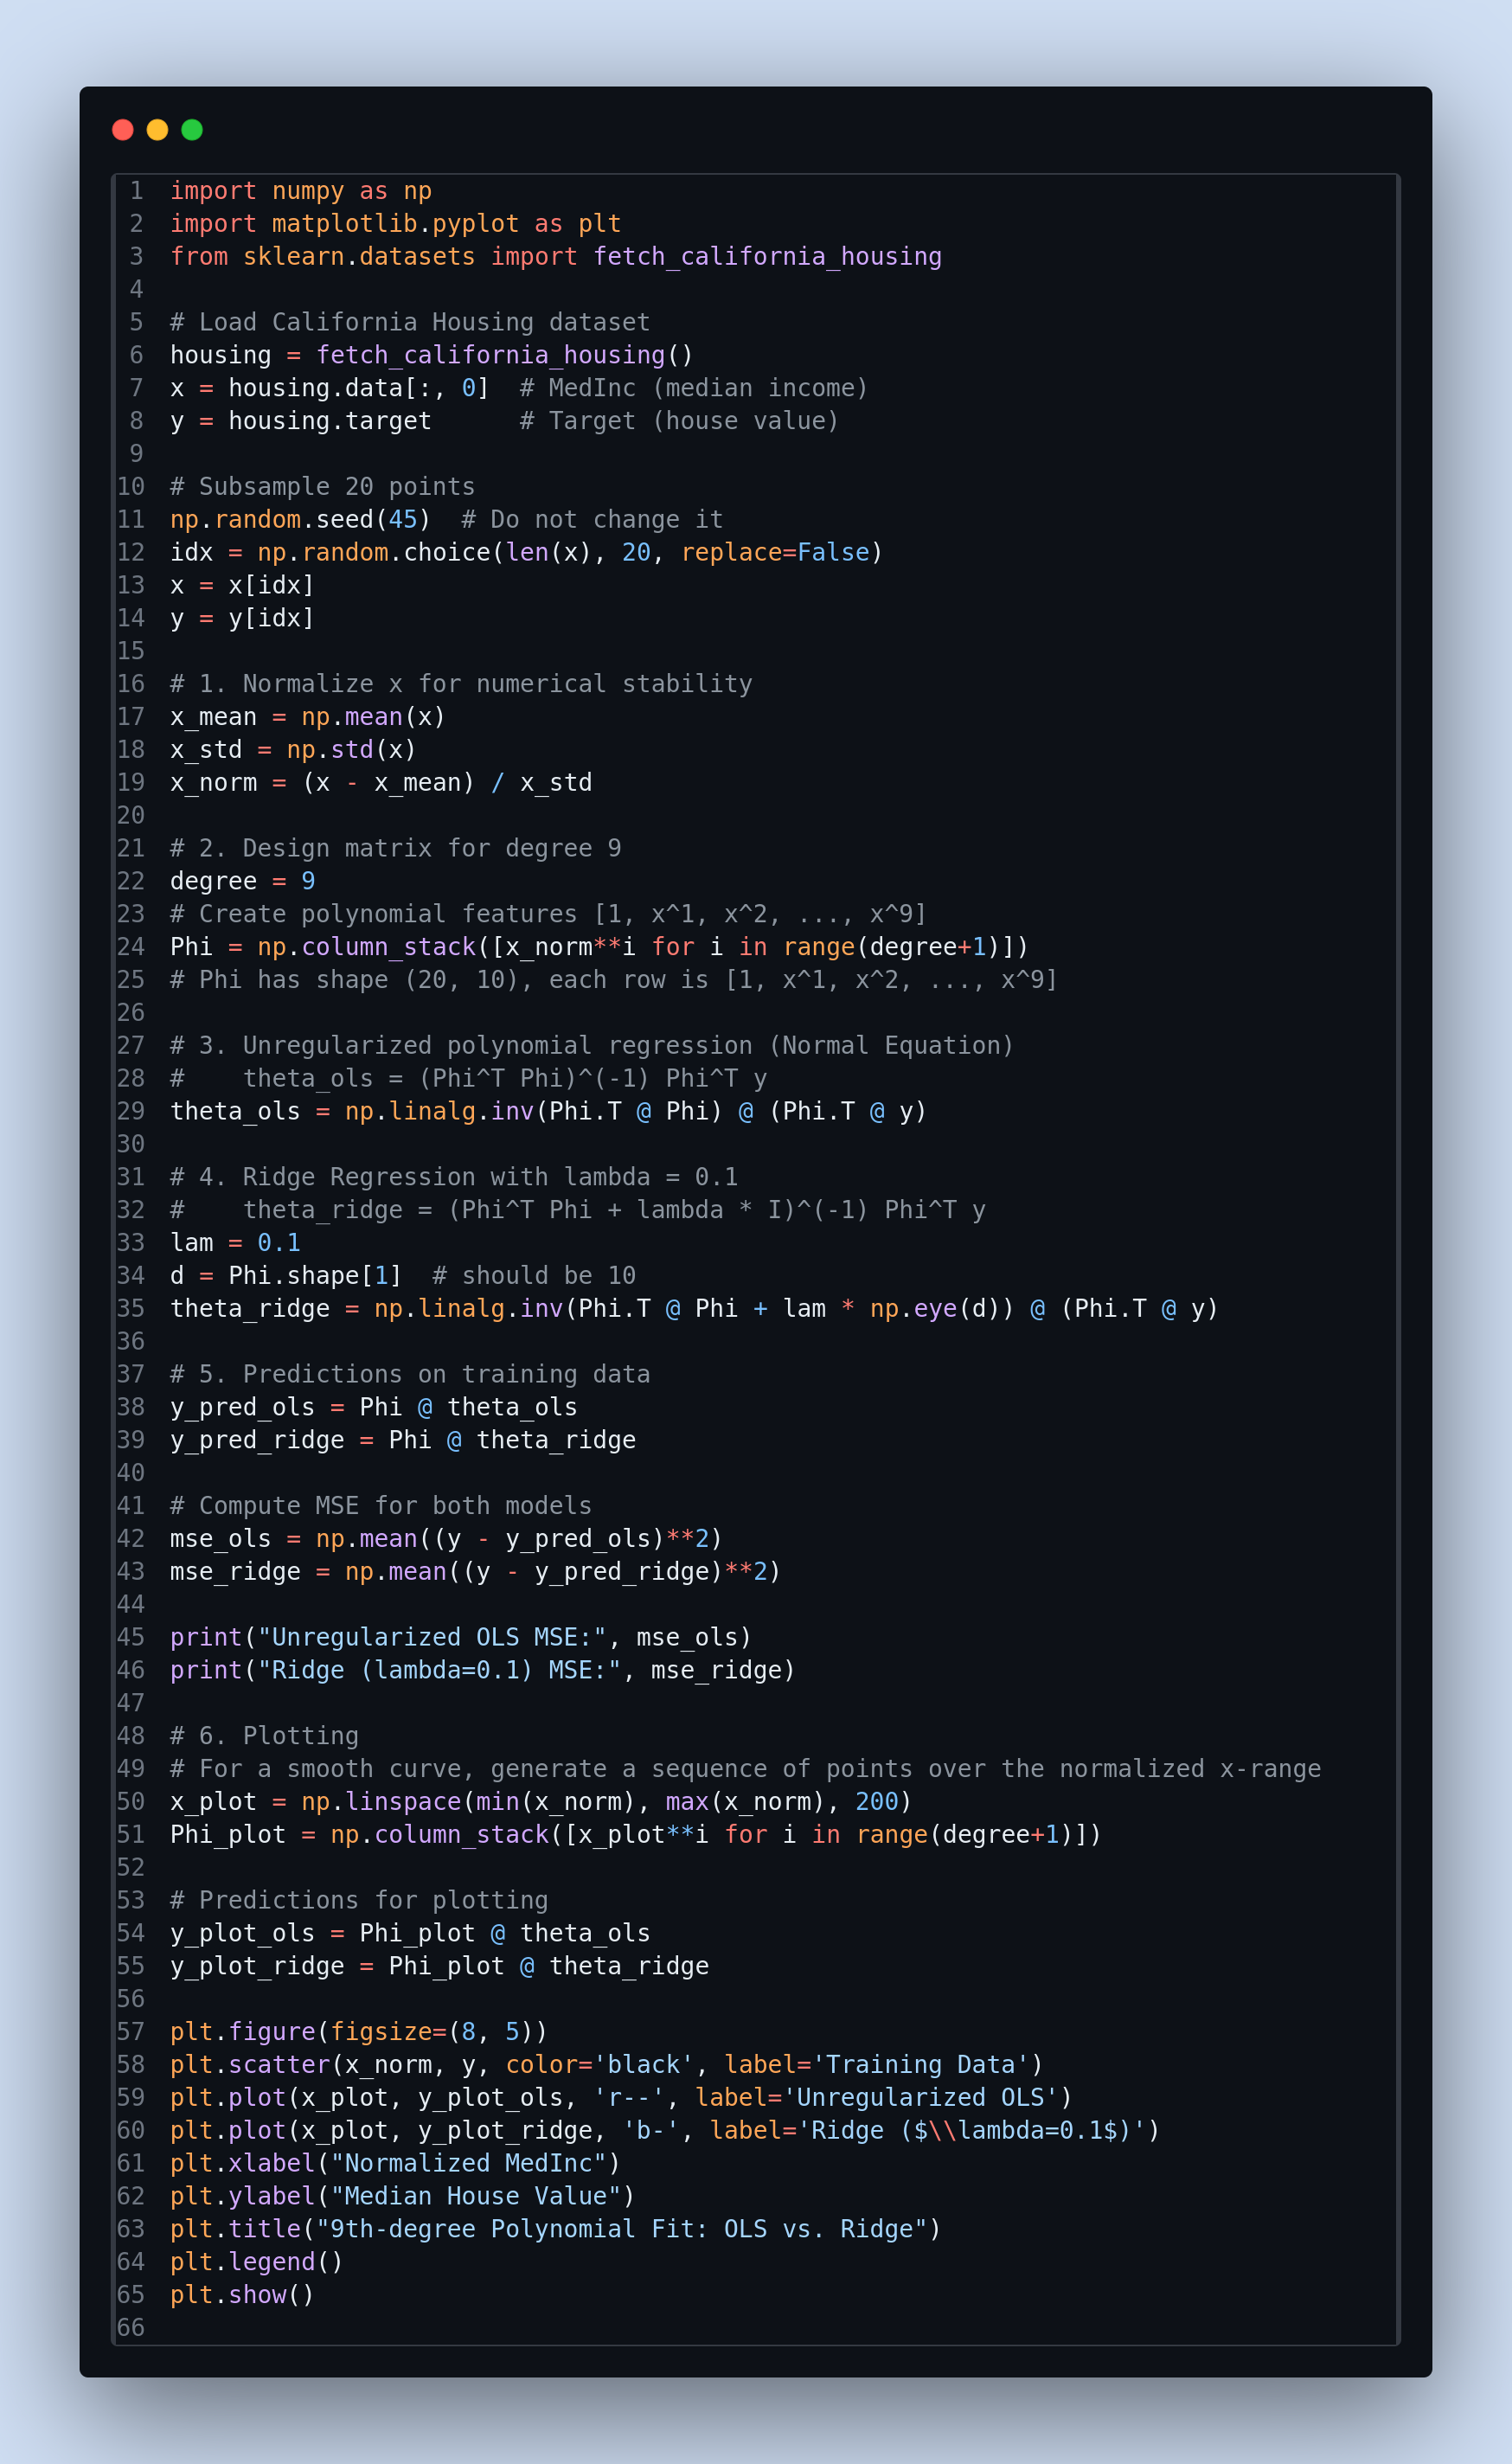 1 import numpy as np
2 import matplotlib.pyplot as plt
3 from sklearn.datasets import fetch_california_housing
4
5 # Load California Housing dataset
6 housing = fetch_california_housing()
7 x = housing.data[:, 0]  # MedInc (median income)
8 y = housing.target      # Target (house value)
9
10 # Subsample 20 points
11 np.random.seed(45)  # Do not change it
12 idx = np.random.choice(len(x), 20, replace=False)
13 x = x[idx]
14 y = y[idx]
15
16 # 1. Normalize x for numerical stability
17 x_mean = np.mean(x)
18 x_std = np.std(x)
19 x_norm = (x - x_mean) / x_std
20
21 # 2. Design matrix for degree 9
22 degree = 9
23 # Create polynomial features [1, x^1, x^2, ..., x^9]
24 Phi = np.column_stack([x_norm**i for i in range(degree+1)])
25 # Phi has shape (20, 10), each row is [1, x^1, x^2, ..., x^9]
26
27 # 3. Unregularized polynomial regression (Normal Equation)
28 #    theta_ols = (Phi^T Phi)^(-1) Phi^T y
29 theta_ols = np.linalg.inv(Phi.T @ Phi) @ (Phi.T @ y)
30
31 # 4. Ridge Regression with lambda = 0.1
32 #    theta_ridge = (Phi^T Phi + lambda * I)^(-1) Phi^T y
33 lam = 0.1
34 d = Phi.shape[1]  # should be 10
35 theta_ridge = np.linalg.inv(Phi.T @ Phi + lam * np.eye(d)) @ (Phi.T @ y)
36
37 # 5. Predictions on training data
38 y_pred_ols = Phi @ theta_ols
39 y_pred_ridge = Phi @ theta_ridge
40
41 # Compute MSE for both models
42 mse_ols = np.mean((y - y_pred_ols)**2)
43 mse_ridge = np.mean((y - y_pred_ridge)**2)
44
45 print("Unregularized OLS MSE:", mse_ols)
46 print("Ridge (lambda=0.1) MSE:", mse_ridge)
47
48 # 6. Plotting
49 # For a smooth curve, generate a sequence of points over the normalized x-range
50 x_plot = np.linspace(min(x_norm), max(x_norm), 200)
51 Phi_plot = np.column_stack([x_plot**i for i in range(degree+1)])
52
53 # Predictions for plotting
54 y_plot_ols = Phi_plot @ theta_ols
55 y_plot_ridge = Phi_plot @ theta_ridge
56
57 plt.figure(figsize=(8, 5))
58 plt.scatter(x_norm, y, color='black', label='Training Data')
59 plt.plot(x_plot, y_plot_ols, 'r--', label='Unregularized OLS')
60 plt.plot(x_plot, y_plot_ridge, 'b-', label='Ridge ($\\lambda=0.1$)')
61 plt.xlabel("Normalized MedInc")
62 plt.ylabel("Median House Value")
63 plt.title("9th-degree Polynomial Fit: OLS vs. Ridge")
64 plt.legend()
65 plt.show()
66